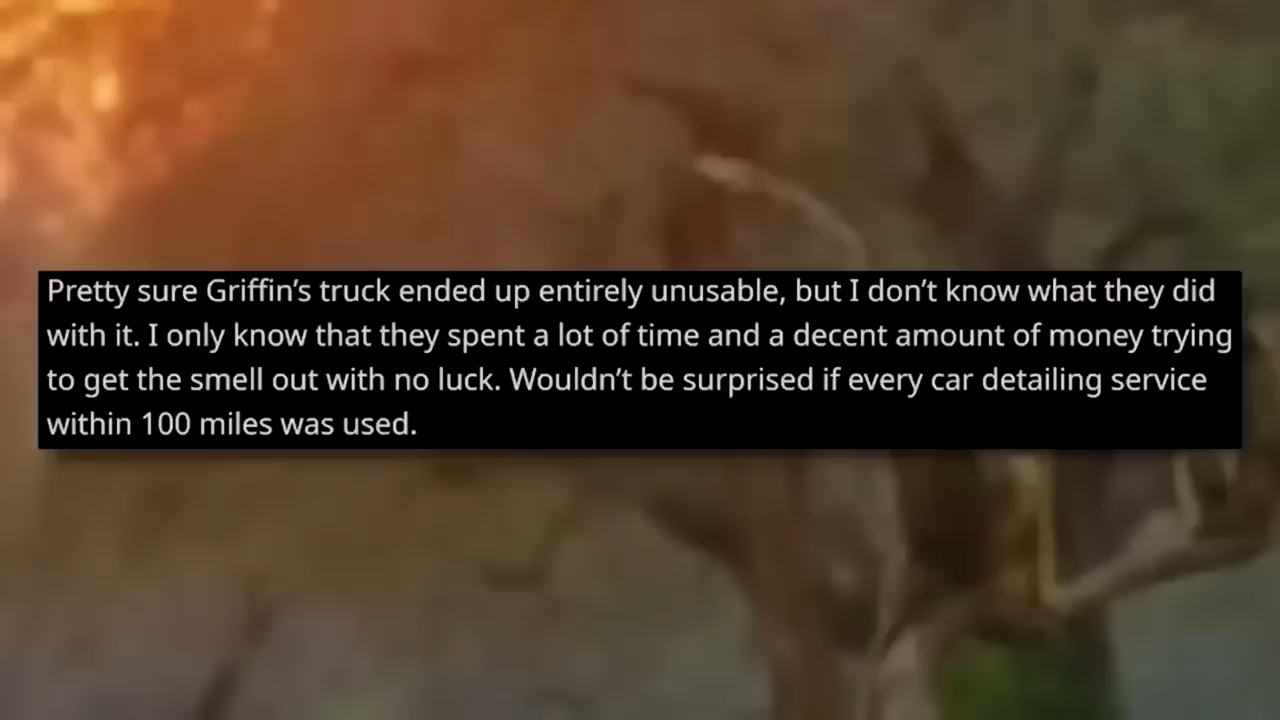 Pretty sure Griffin’s truck ended up entirely unusable, but I don’t know what they did
with it. I only know that they spent a lot of time and a decent amount of money trying
to get the smell out with no luck. Wouldn’t be surprised if every car detailing service
within 100 miles was used.